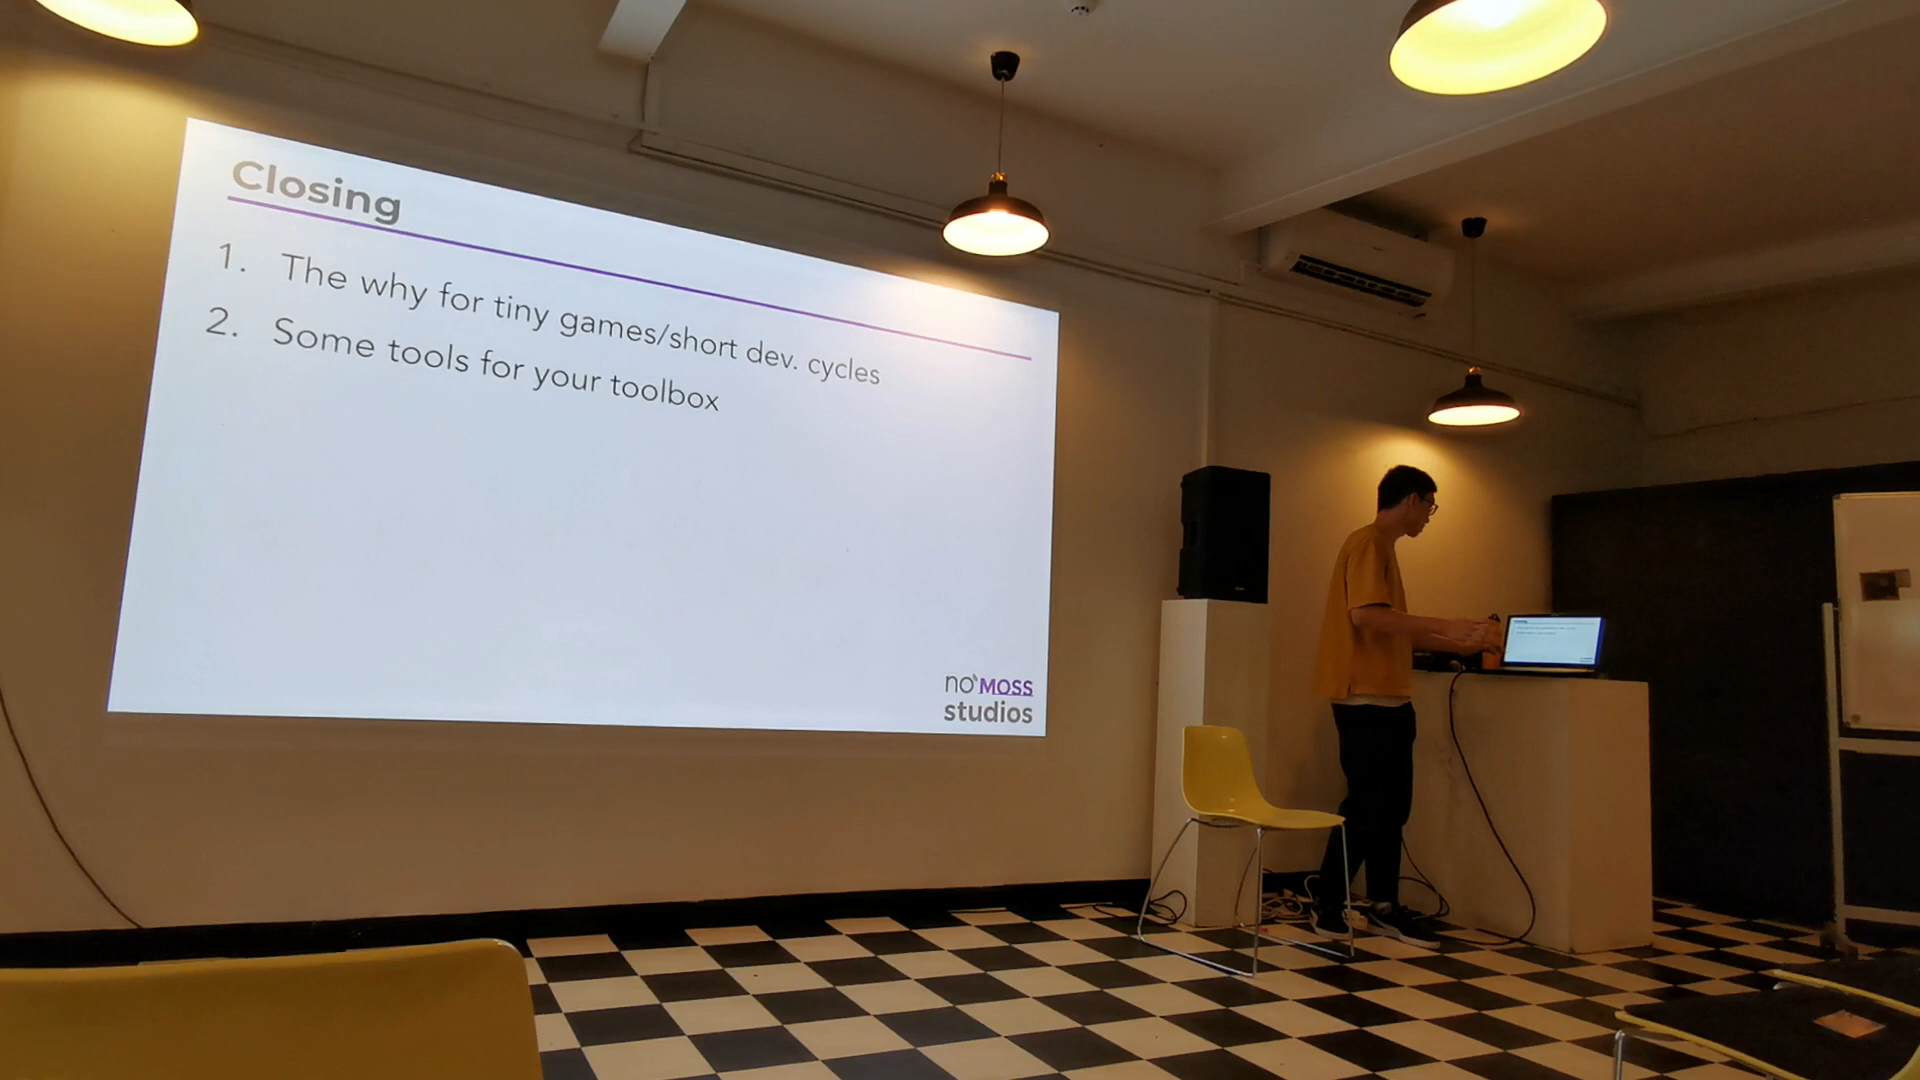 Closing
1. The why for tiny games/short dev. cycles
2. Some tools for your toolbox
no MOSS
studios